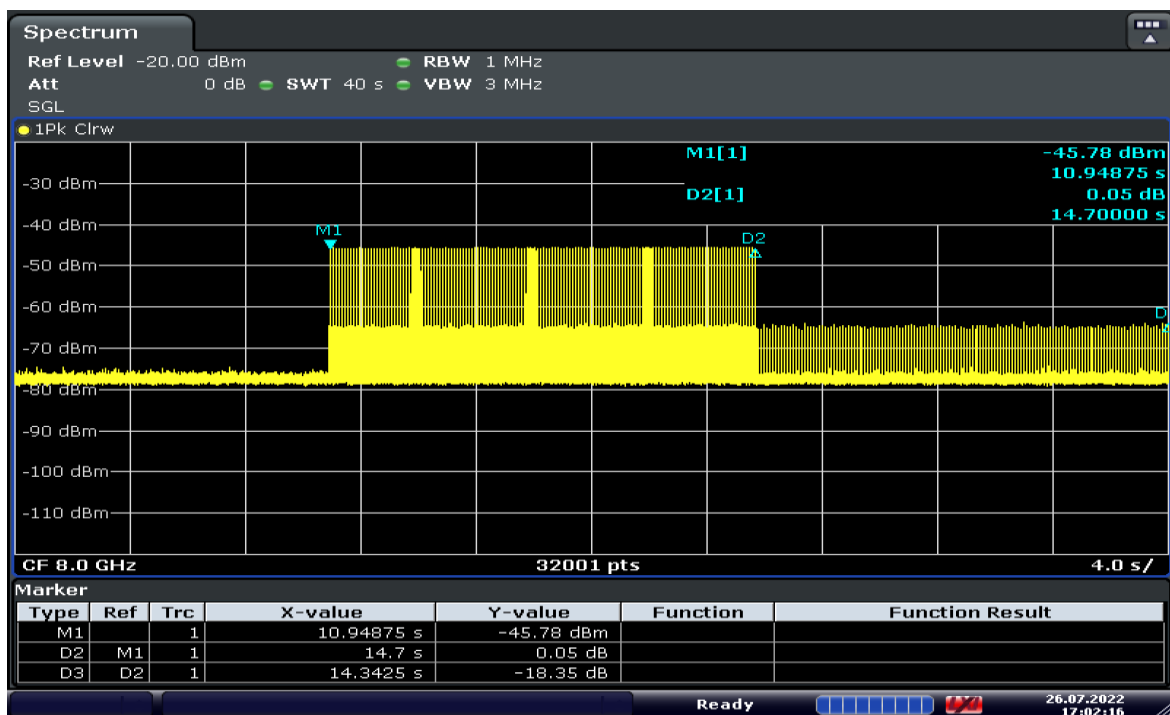 Spectrum
Ref Level -20.00 dBm RBW 1 MHz
Att 0 dB SWT 40 s VBW 3 MHz
SGL
1Pk Clrw
M1[1] -45.78 dBm
10.94875 s
D2[1] 0.05 dB
14.70000 s
-30 dBm
-40 dBm
M1
D2
-50 dBm
-60 dBm
D
-70 dBm
-80 dBm
-90 dBm
-100 dBm
-110 dBm
CF 8.0 GHz 32001 pts 4.0 s/
Marker
Type Ref Trc X-value Y-value Function Function Result
M1 1 10.94875 s -45.78 dBm
D2 M1 1 14.7 s 0.05 dB
D3 D2 1 14.3425 s -18.35 dB
Ready 26.07.2022
17:02:16